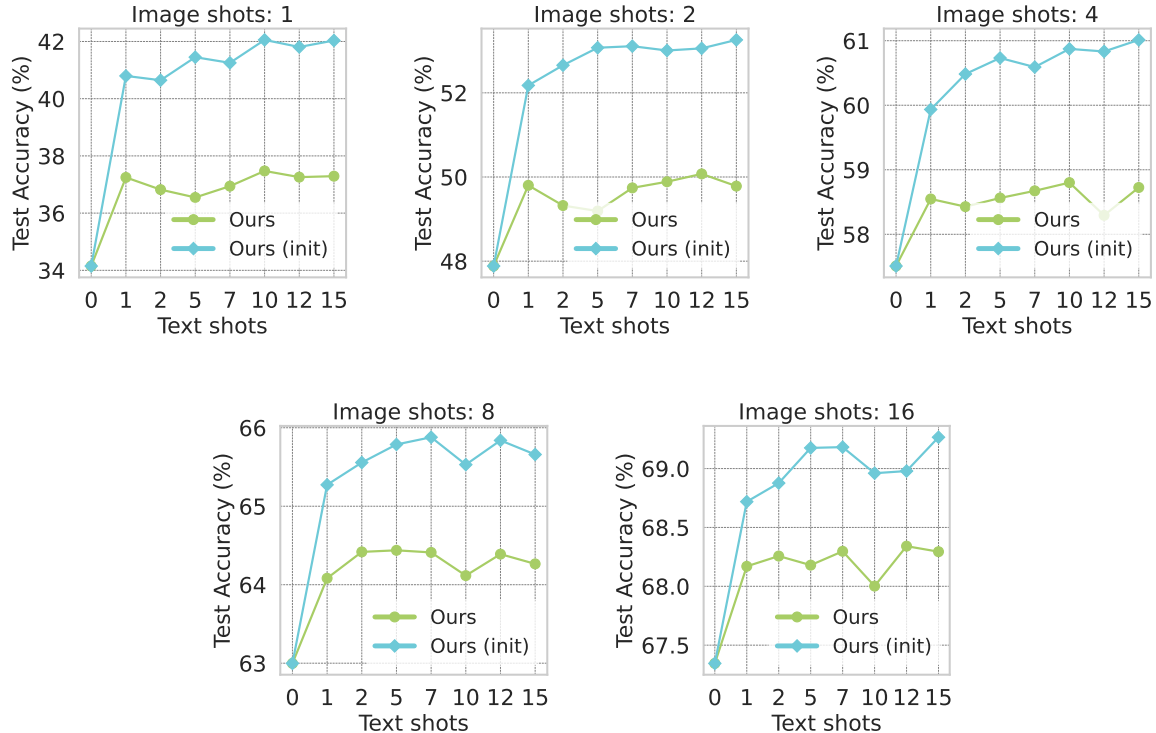 Image shots: 1
Test Accuracy (%)
42
40
38
36
34
Ours
Ours (init)
0 1 2 5 7 10 12 15
Text shots
Image shots: 2
Test Accuracy (%)
52
50
48
Ours
Ours (init)
0 1 2 5 7 10 12 15
Text shots
Image shots: 4
Test Accuracy (%)
61
60
59
58
Ours
Ours (init)
0 1 2 5 7 10 12 15
Text shots
Image shots: 8
Test Accuracy (%)
66
65
64
63
Ours
Ours (init)
0 1 2 5 7 10 12 15
Text shots
Image shots: 16
Test Accuracy (%)
69.0
68.5
68.0
67.5
Ours
Ours (init)
0 1 2 5 7 10 12 15
Text shots